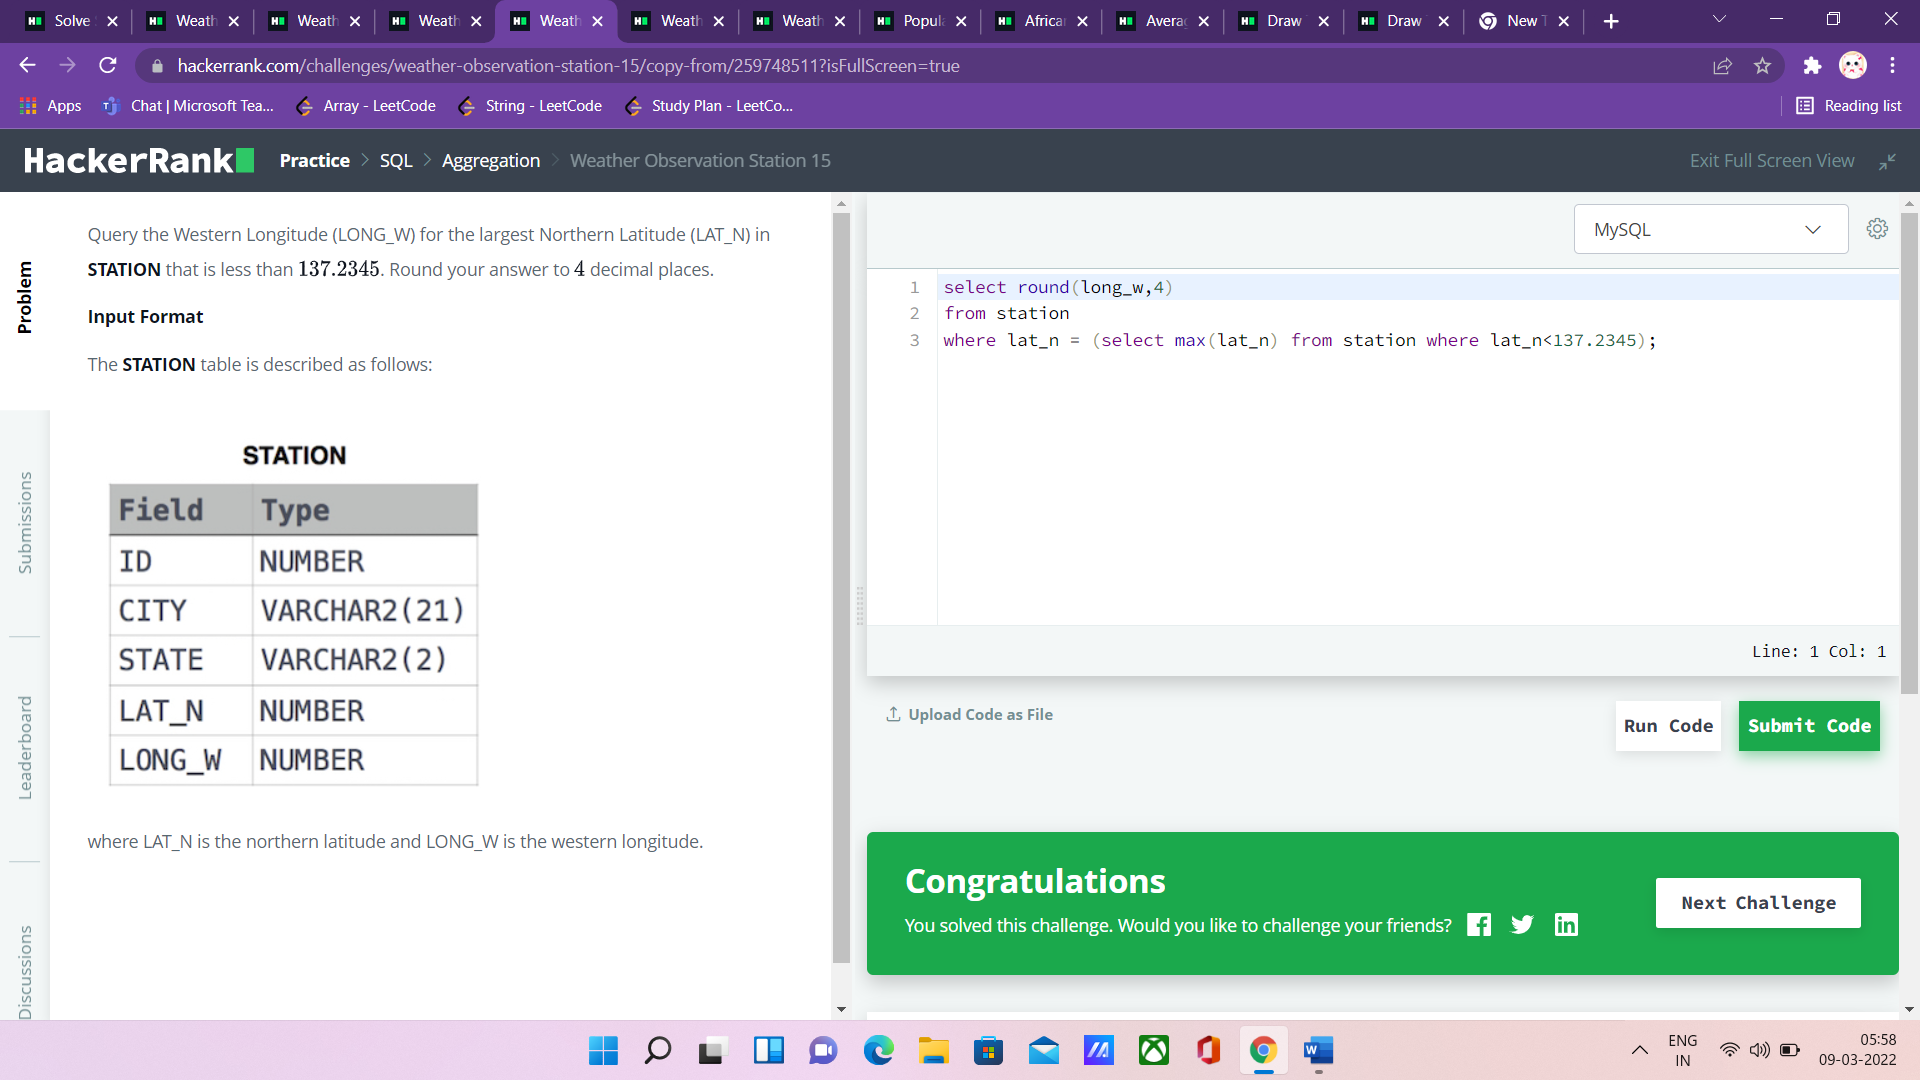 Solve
Weath
Weath
Weath
Weath
Weath
Weath
Popula
African
Averag
Draw
Draw
New T
hackerrank.com/challenges/weather-observation-station-15/copy-from/259748511?isFullScreen=true
Apps
Chat | Microsoft Tea...
Array - LeetCode
String - LeetCode
Study Plan - LeetCo...
Reading list
HackerRank
Practice > SQL > Aggregation > Weather Observation Station 15
Exit Full Screen View
Problem
Submissions
Leaderboard
Discussions
Query the Western Longitude (LONG_W) for the largest Northern Latitude (LAT_N) in
STATION that is less than 137.2345. Round your answer to 4 decimal places.
Input Format
The STATION table is described as follows:
STATION
Field Type
ID NUMBER
CITY VARCHAR2(21)
STATE VARCHAR2(2)
LAT_N NUMBER
LONG_W NUMBER
where LAT_N is the northern latitude and LONG_W is the western longitude.
MySQL
1 select round(long_w,4)
2 from station
3 where lat_n = (select max(lat_n) from station where lat_n<137.2345);
Line: 1 Col: 1
Upload Code as File
Run Code
Submit Code
Congratulations
You solved this challenge. Would you like to challenge your friends?
Next Challenge
ENG
IN
05:58
09-03-2022